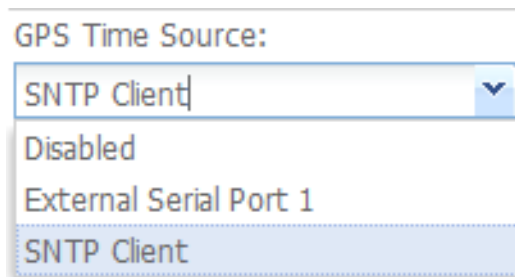 GPS Time Source:
SNTP Client
Disabled
External Serial Port 1
SNTP Client